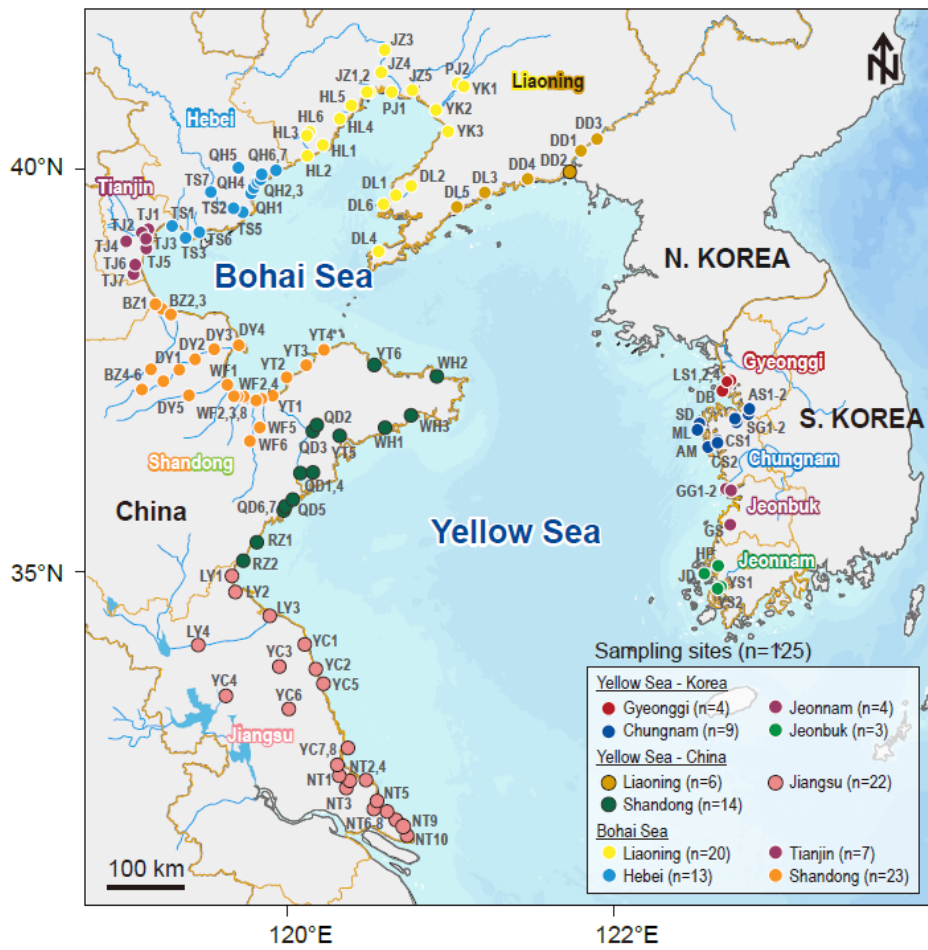 JZ3
N
JZ4
JZ1,2
JZ5
PJ2
YK1
Liaoning
HL5
PJ1
YK2
Hebei
HL6
HL3
HL4
YK3
DD3
DD1
40°N
QH5
QH6,7
HL1
HL2
DD2
TS7
QH4
DL1
DL2
DL3
DD4
Tianjin
QH2,3
DL6
DL5
TJ1
TS1
TS2
QH1
TJ2
TS5
TJ4
TJ3
TS6
TS3
DL4
TJ5
TJ6
TJ7
Bohai Sea
N. KOREA
BZ1
BZ2,3
DY3
DY4
YT4
DY2
YT3
YT6
WH2
DY1
YT2
BZ4-6
WF1
WF2,4
LS1,2,4
Gyeonggi
DB
AS1-2
DY5
WF2,3,8
YT1
QD2
WH3
SD
S. KOREA
WF5
ML
SG1-2
WF6
QD3
YT5
WH1
AM
CS1
Shandong
CS2
Chungnam
QD1,4
GG1-2
China
QD6,7
QD5
Jeonbuk
Yellow Sea
GS
RZ1
HP
Jeonnam
35°N
RZ2
LY1
JD
YS1
LY2
YS2
LY3
LY4
YC1
YC3
YC2
YC5
YC4
YC6
Jiangsu
YC7,8
NT2,4
NT1
NT3
NT5
NT6-8
NT9
NT10
Sampling sites (n=125)
Yellow Sea - Korea
Gyeonggi (n=4)
Jeonnam (n=4)
Chungnam (n=9)
Jeonbuk (n=3)
Yellow Sea - China
Liaoning (n=6)
Jiangsu (n=22)
Shandong (n=14)
Bohai Sea
Liaoning (n=20)
Tianjin (n=7)
Hebei (n=13)
Shandong (n=23)
100 km
120°E
122°E